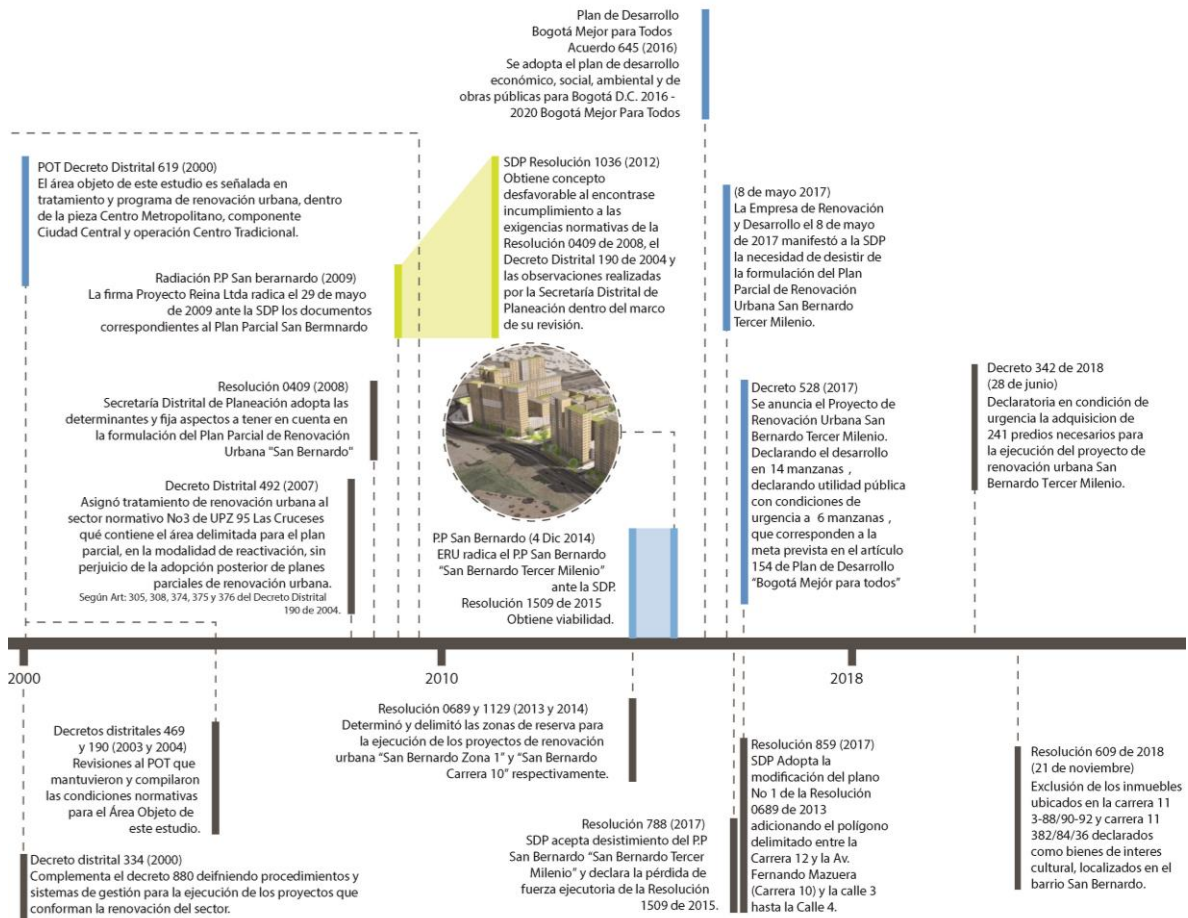 Plan de Desarrollo
Bogotá Mejor para Todos
Acuerdo 645 (2016)
Se adopta el plan de desarrollo
económico, social, ambiental y de
obras públicas para Bogotá D.C. 2016 -
2020 Bogotá Mejor Para Todos
POT Decreto Distrital 619 (2000)
El área objeto de este estudio es señalada en
tratamiento y programa de renovación urbana, dentro
de la pieza Centro Metropolitano, componente
Ciudad Central y operación Centro Tradicional.
SDP Resolución 1036 (2012)
Obtiene concepto
desfavorable al encontrase
incumplimiento a las
exigencias normativas de la
Resolución 0409 de 2008, el
Decreto Distrital 190 de 2004 y
las observaciones realizadas
por la Secretaría Distrital de
Planeación dentro del marco
de su revisión.
(8 de mayo 2017)
La Empresa de Renovación
y Desarrollo el 8 de mayo
de 2017 manifestó a la SDP
la necesidad de desistir de
la formulación del Plan
Parcial de Renovación
Urbana San Bernardo
Tercer Milenio.
Radiación P.P San berarnardo (2009)
La firma Proyecto Reina Ltda radica el 29 de mayo
de 2009 ante la SDP los documentos
correspondientes al Plan Parcial San Bermnardo
Resolución 0409 (2008)
Secretaría Distrital de Planeación adopta las
determinantes y fija aspectos a tener en cuenta en
la formulación del Plan Parcial de Renovación
Urbana "San Bernardo"
Decreto 528 (2017)
Se anuncia el Proyecto de
Renovación Urbana San
Bernardo Tercer Milenio.
Declarando el desarrollo
en 14 manzanas ,
declarando utilidad pública
con condiciones de
urgencia a 6 manzanas ,
que corresponden a la
meta prevista en el artículo
154 de Plan de Desarrollo
"Bogotá Mejór para todos"
Decreto 342 de 2018
(28 de junio)
Declaratoria en condición de
urgencia la adquisicion de
241 predios necesarios para
la ejecución del proyecto de
renovación urbana San
Bernardo Tercer Milenio.
Decreto Distrital 492 (2007)
Asignó tratamiento de renovación urbana al
sector normativo No3 de UPZ 95 Las Cruceses
qué contiene el área delimitada para el plan
parcial, en la modalidad de reactivación, sin
perjuicio de la adopción posterior de planes
parciales de renovación urbana.
Según Art: 305, 308, 374, 375 y 376 del Decreto Distrital
190 de 2004.
P.P San Bernardo (4 Dic 2014)
ERU radica el P.P San Bernardo
"San Bernardo Tercer Milenio"
ante la SDP.
Resolución 1509 de 2015
Obtiene viabilidad.
2000
2010
2018
Decretos distritales 469
y 190 (2003 y 2004)
Revisiones al POT que
mantuvieron y compilaron
las condiciones normativas
para el Área Objeto de
este estudio.
Decreto distrital 334 (2000)
Complementa el decreto 880 deifniendo procedimientos y
sistemas de gestión para la ejecución de los proyectos que
conforman la renovación del sector.
Resolución 0689 y 1129 (2013 y 2014)
Determinó y delimitó las zonas de reserva para
la ejecución de los proyectos de renovación
urbana "San Bernardo Zona 1" y "San Bernardo
Carrera 10" respectivamente.
Resolución 788 (2017)
SDP acepta desistimiento del P.P
San Bernardo "San Bernardo Tercer
Milenio" y declara la pérdida de
fuerza ejecutoria de la Resolución
1509 de 2015.
Resolución 859 (2017)
SDP Adopta la
modificación del plano
No 1 de la Resolución
0689 de 2013
adicionando el polígono
delimitado entre la
Carrera 12 y la Av.
Fernando Mazuera
(Carrera 10) y la calle 3
hasta la Calle 4.
Resolución 609 de 2018
(21 de noviembre)
Exclusión de los inmuebles
ubicados en la carrera 11
3-88/90-92 y carrera 11
382/84/36 declarados
como bienes de interes
cultural, localizados en el
barrio San Bernardo.